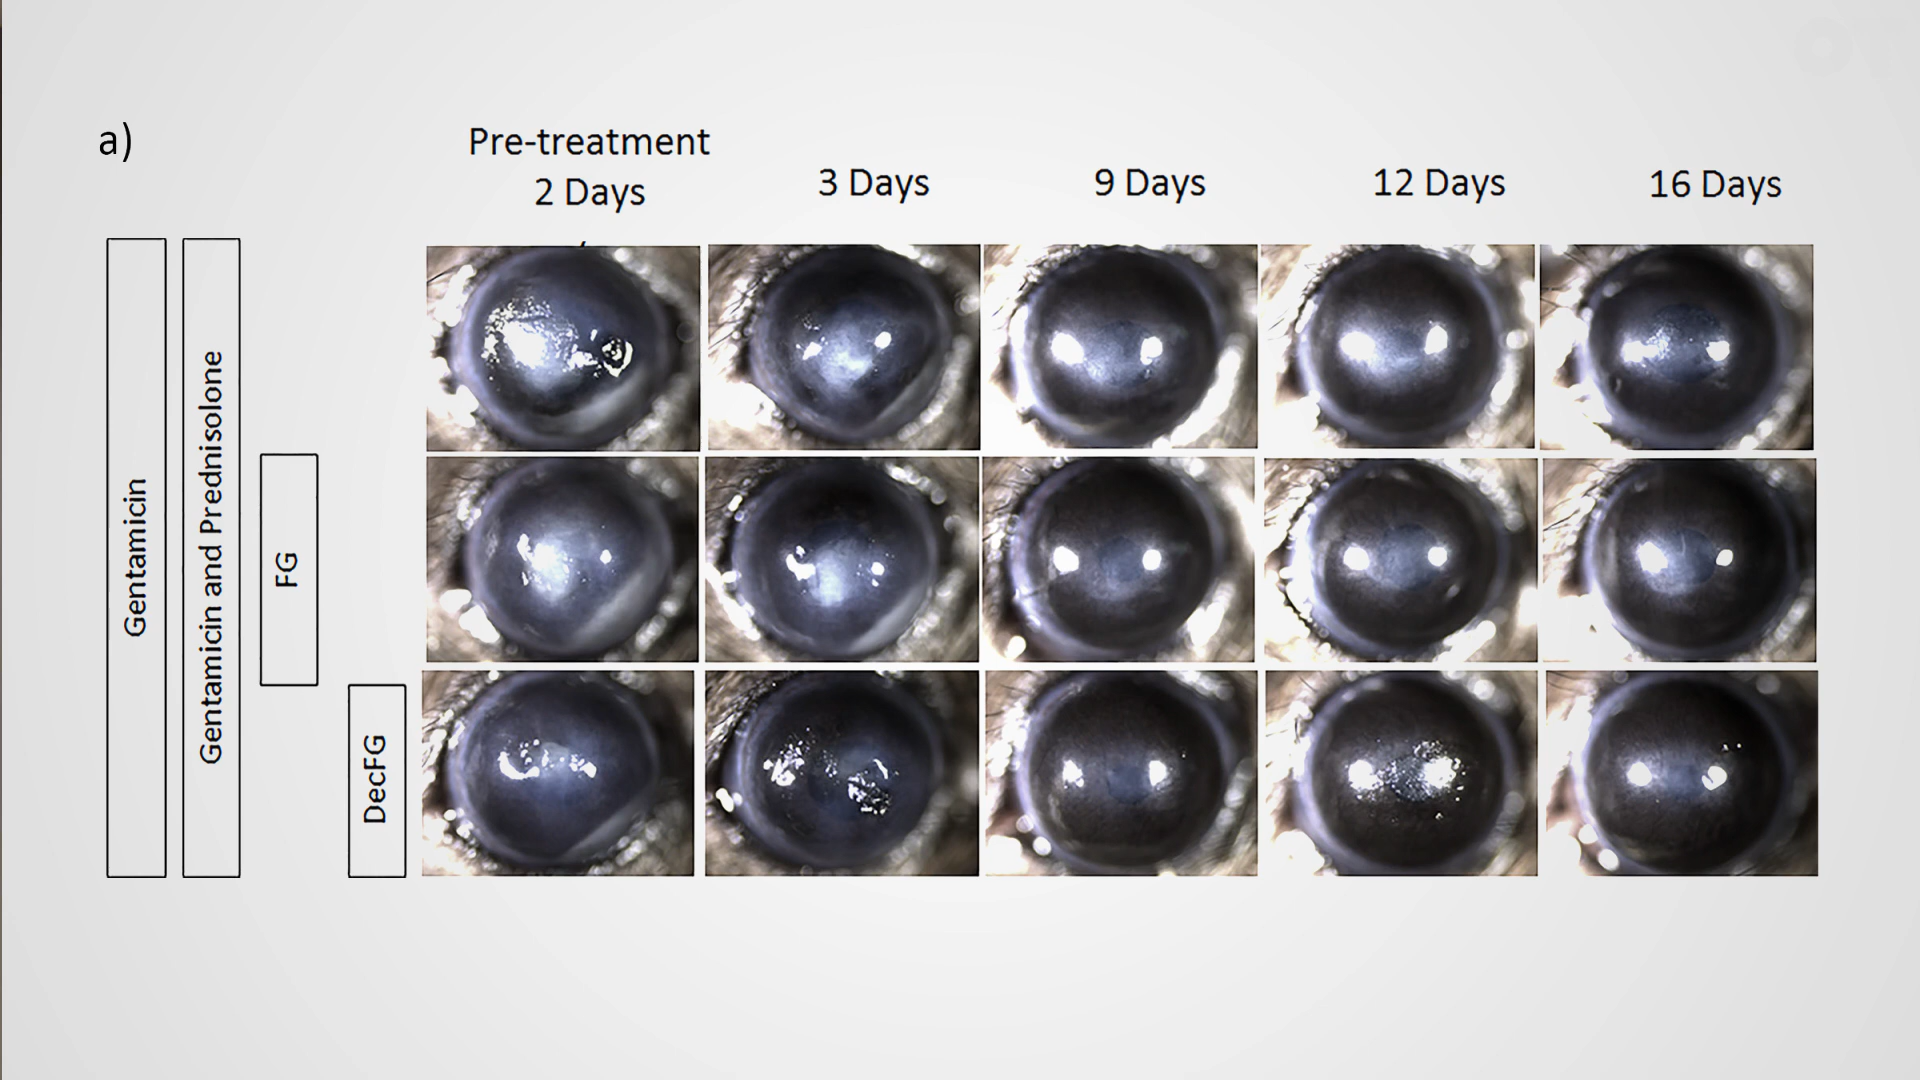 a)
Pre-treatment
2 Days
3 Days
9 Days
12 Days
16 Days
Gentamicin
Gentamicin and Prednisolone
FG
DecFG